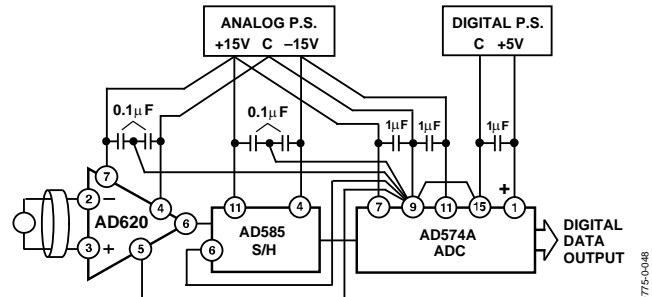 ANALOG P.S.
+15V C –15V
DIGITAL P.S.
C +5V
0.1µF
0.1µF
1µF
1µF
1µF
7
4
2
–
AD620
6
3
+
5
11
4
AD585
S/H
6
7
9
11
15
+
1
AD574A
ADC
DIGITAL
DATA
OUTPUT
775-0-048